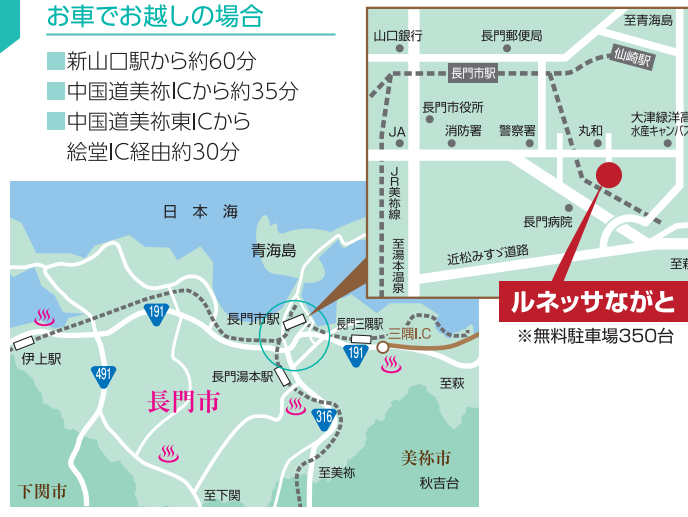 お車でお越しの場合
■新山口駅から約60分
■中国道美祢ICから約35分
■中国道美祢東ICから
絵堂IC経由約30分
至青海島
山口銀行
長門郵便局
仙崎駅
長門市駅
長門市役所
JA
消防署
警察署
丸和
大津緑洋高
水産キャンパス
JR美祢線
至湯本温泉
長門病院
近松みすゞ道路
至萩
ルネッサながと
※無料駐車場350台
日本海
青海島
191
長門市駅
長門三隅駅
三隅I.C
伊上駅
191
491
長門湯本駅
至萩
長門市
316
美祢市
至美祢
秋吉台
下関市
至下関